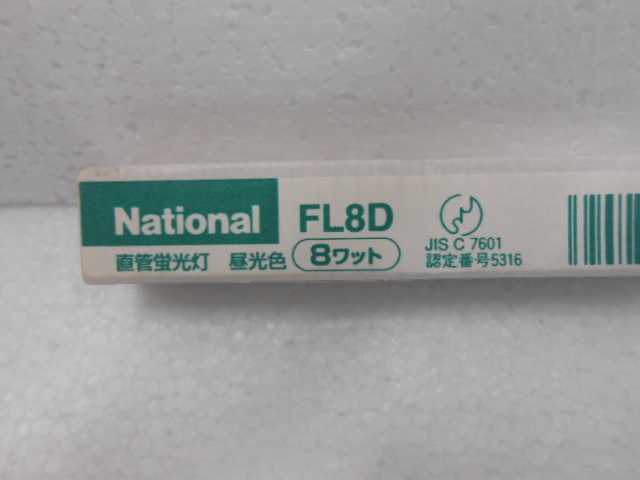 National
FL8D
直管蛍光灯 昼光色
8ワット
JIS C 7601
認定番号5316